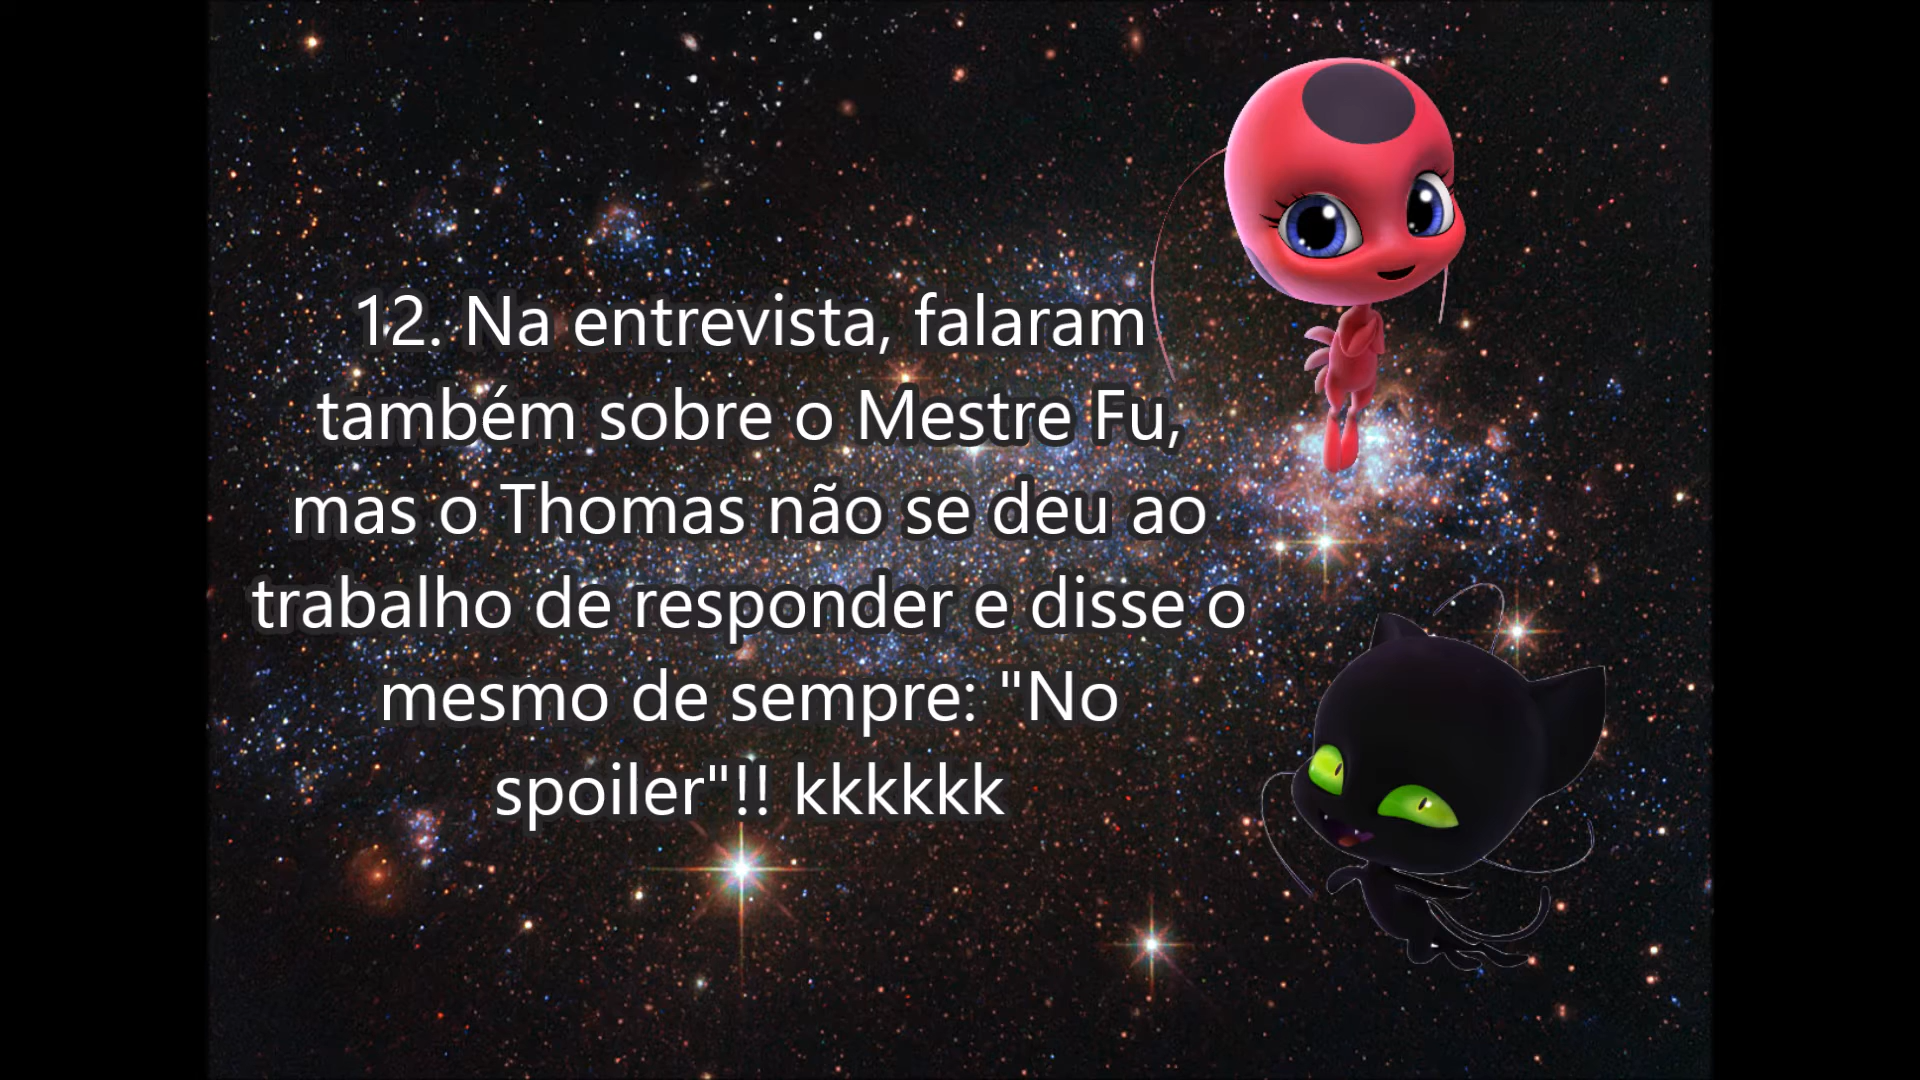 12. Na entrevista, falaram
também sobre o Mestre Fu,
mas o Thomas não se deu ao
trabalho de responder e disse o
mesmo de sempre: "No
spoiler"!! kkkkkk